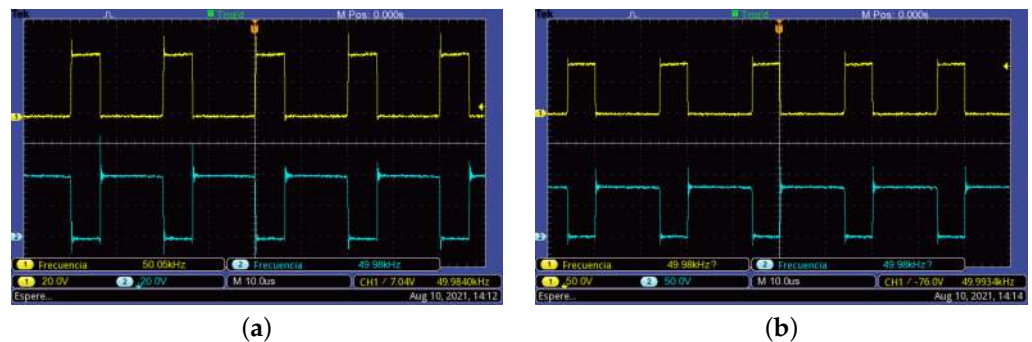 Tek Trig'd M Pos: 0.000s
1
2
1 Frecuencia 50.05kHz 2 Frecuencia 49.98kHz
1 20.0V 2 20.0V M 10.0us CH1 / 7.04V 49.9840kHz
Espere... Aug 10, 2021, 14:12
(a)
Tek Trig'd M Pos: 0.000s
1
2
1 Frecuencia 49.98kHz? 2 Frecuencia 49.98kHz?
1 50.0V 2 50.0V M 10.0us CH1 / -76.0V 49.9934kHz
Espere... Aug 10, 2021, 14:14
(b)